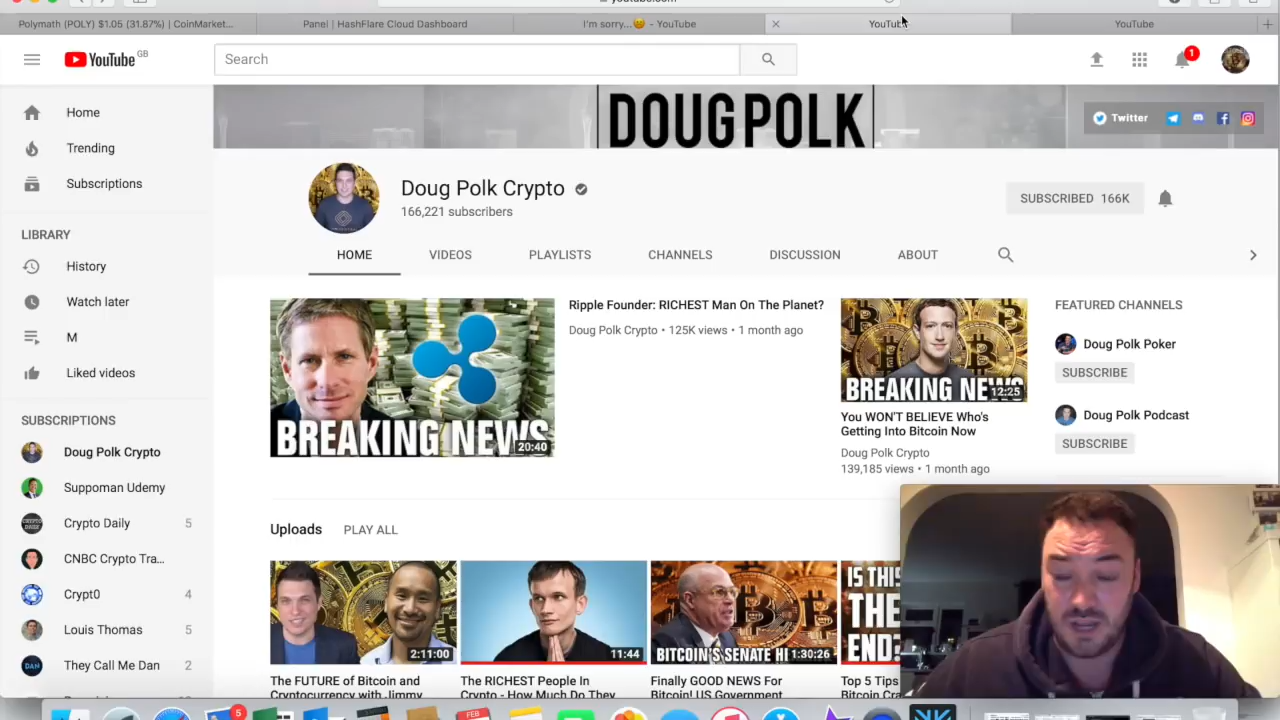 youtube.com
Polymath (POLY) $1.05 (31.87%) | CoinMarket...
Panel | HashFlare Cloud Dashboard
I'm sorry...😢 - YouTube
YouTube
YouTube
YouTube GB
Search
1
Home
Trending
Subscriptions
LIBRARY
History
Watch later
M
Liked videos
SUBSCRIPTIONS
Doug Polk Crypto
Suppoman Udemy
Crypto Daily 5
CNBC Crypto Tra...
Crypt0 4
Louis Thomas 5
They Call Me Dan 2
DOUG POLK
Twitter
Doug Polk Crypto
166,221 subscribers
SUBSCRIBED 166K
HOME
VIDEOS
PLAYLISTS
CHANNELS
DISCUSSION
ABOUT
BREAKING NEWS
20:40
Ripple Founder: RICHEST Man On The Planet?
Doug Polk Crypto • 125K views • 1 month ago
BREAKING NEWS
12:25
You WON'T BELIEVE Who's
Getting Into Bitcoin Now
Doug Polk Crypto
139,185 views • 1 month ago
FEATURED CHANNELS
Doug Polk Poker
SUBSCRIBE
Doug Polk Podcast
SUBSCRIBE
Uploads
PLAY ALL
2:11:00
The FUTURE of Bitcoin and
Cryptocurrency with Jimmy
11:44
The RICHEST People In
Crypto - How Much Do They
BITCOIN'S SENATE HE
1:30:26
Finally GOOD NEWS For
Bitcoin! US Government
IS THIS
THE
END?
Top 5 Tips
Bitcoin Cra
5
FEB